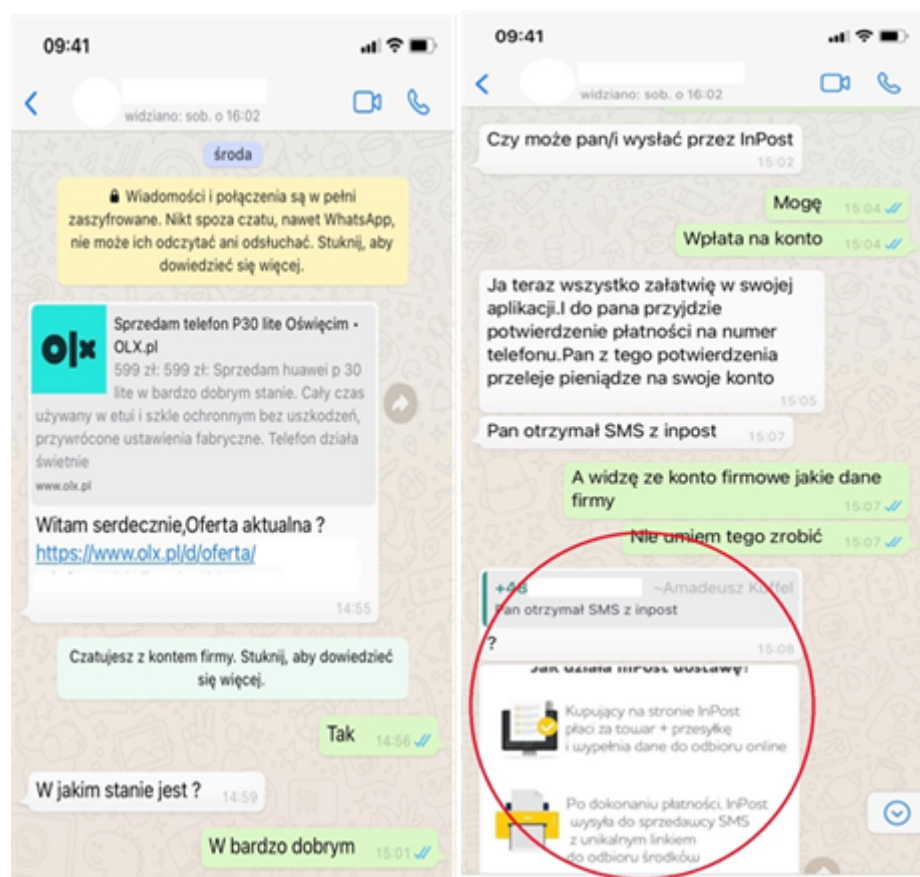 09:41
widziano: sob. o 16:02
środa
Wiadomości i połączenia są w pełni
zaszyfrowane. Nikt spoza czatu, nawet WhatsApp,
nie może ich odczytać ani odsłuchać. Stuknij, aby
dowiedzieć się więcej.
olx
Sprzedam telefon P30 lite Oświęcim •
OLX.pl
599 zł: 599 zł: Sprzedam huawei p 30
lite w bardzo dobrym stanie. Cały czas
używany w etui i szkle ochronnym bez uszkodzeń,
przywrócone ustawienia fabryczne. Telefon działa
świetnie
www.olx.pl
Witam serdecznie,Oferta aktualna ?
https://www.olx.pl/d/oferta/
14:55
Czatujesz z kontem firmy. Stuknij, aby dowiedzieć
się więcej.
Tak 14:56
W jakim stanie jest ? 14:59
W bardzo dobrym 15:01
09:41
widziano: sob. o 16:02
Czy może pan/i wysłać przez InPost
15:02
Mogę 15:04
Wpłata na konto 15:04
Ja teraz wszystko załatwię w swojej
aplikacji.I do pana przyjdzie
potwierdzenie płatności na numer
telefonu.Pan z tego potwierdzenia
przeleje pieniądze na swoje konto
15:05
Pan otrzymał SMS z inpost 15:07
A widzę ze konto firmowe jakie dane
firmy
15:07
Nie umiem tego zrobić 15:07
+48 ~Amadeusz Koffel
Pan otrzymał SMS z inpost
?
15:08
Jak działa InPost dostawę?
Kupujący na stronie InPost
płaci za towar + przesyłkę
i wypełnia dane do odbioru online
Po dokonaniu płatności, InPost
wysyła do sprzedawcy SMS
z unikalnym linkiem
do odbioru środków